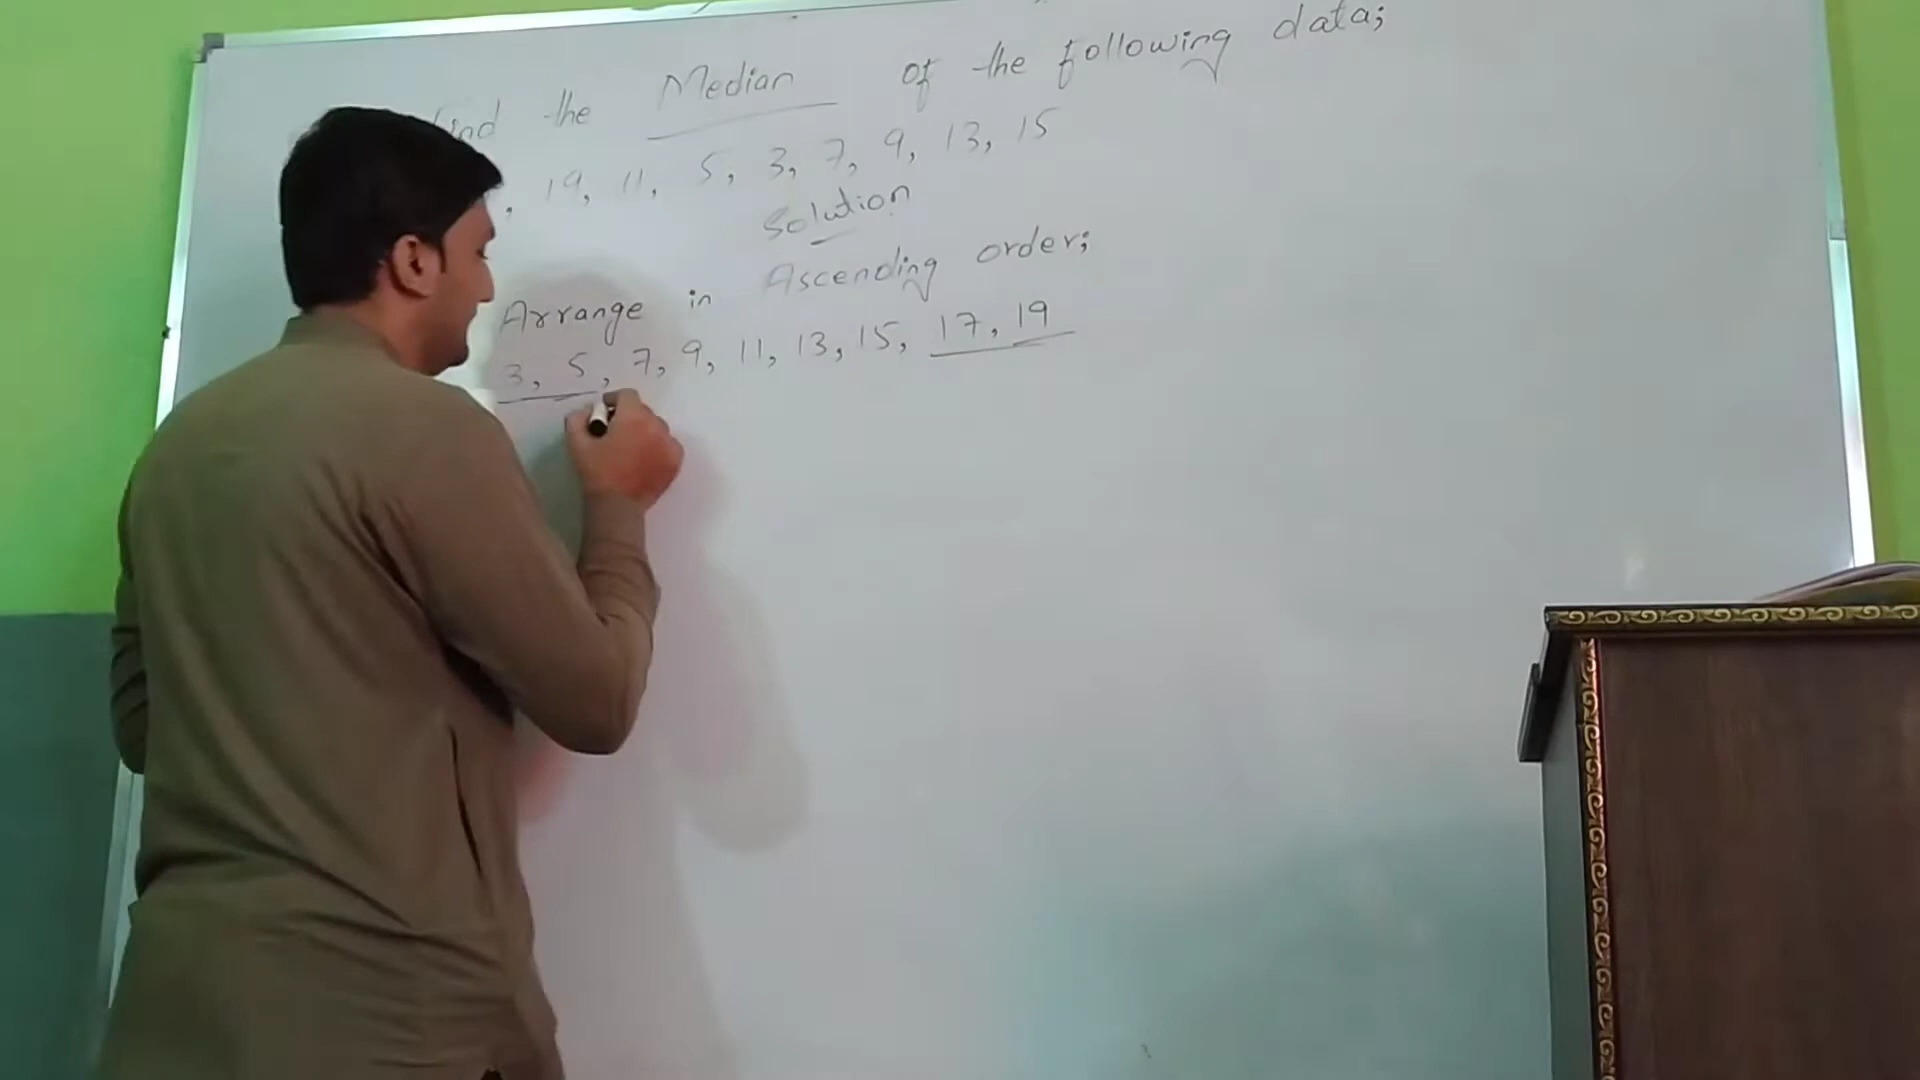 the Median of the following data;
, 19, 11, 5, 3, 7, 9, 13, 15
Solution
Arrange in Ascending order;
3, 5, 7, 9, 11, 13, 15, 17, 19